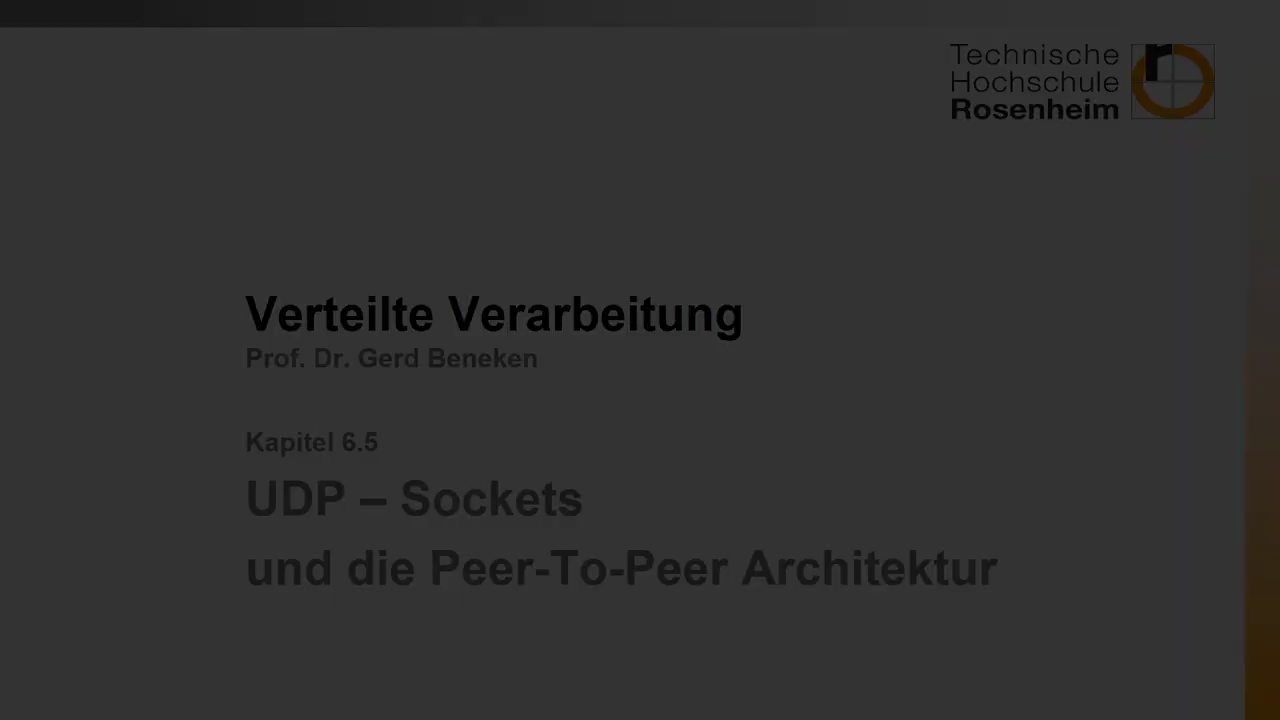 Technische
Hochschule
Rosenheim
Verteilte Verarbeitung
Prof. Dr. Gerd Beneken
Kapitel 6.5
UDP – Sockets
und die Peer-To-Peer Architektur